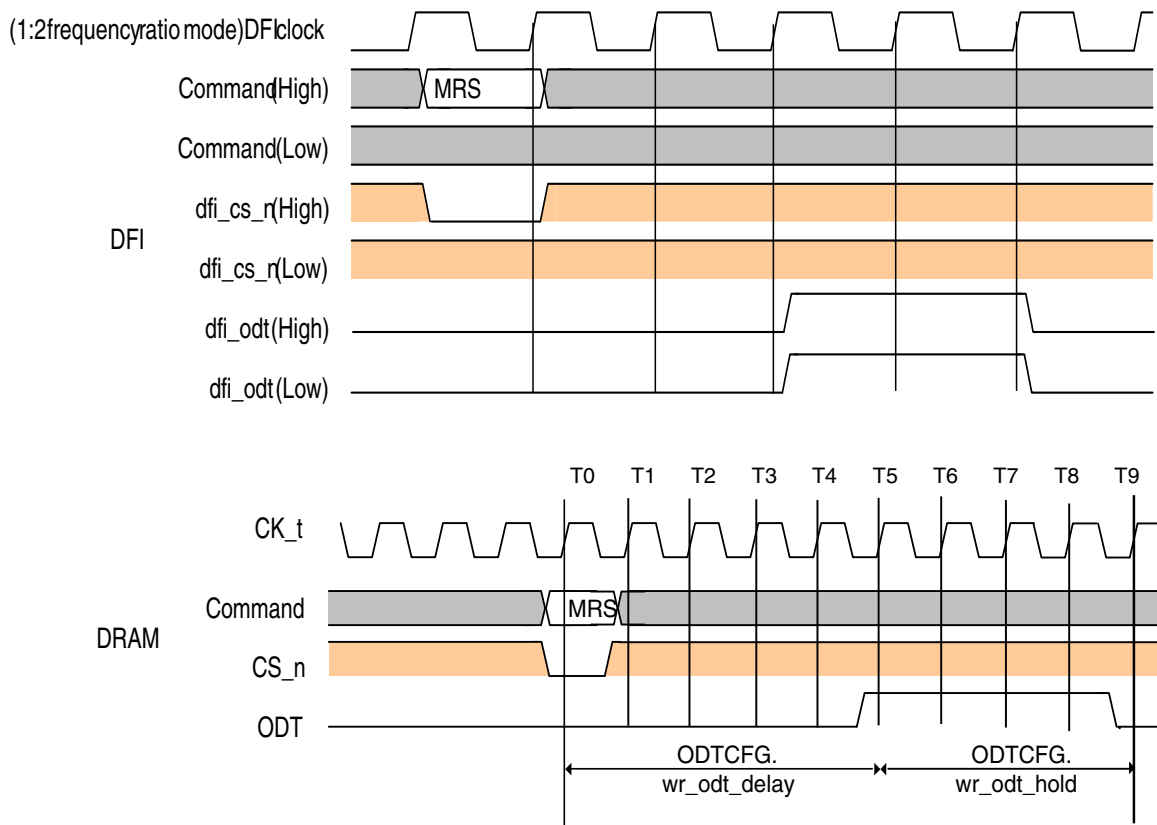 (1:2frequencyratio mode)DFIclock
Command(High)
MRS
Command(Low)
dfi_cs_n(High)
DFI
dfi_cs_n(Low)
dfi_odt(High)
dfi_odt(Low)
T0 T1 T2 T3 T4 T5 T6 T7 T8 T9
CK_t
Command
MRS
DRAM
CS_n
ODT
ODTCFG. ODTCFG.
wr_odt_delay wr_odt_hold